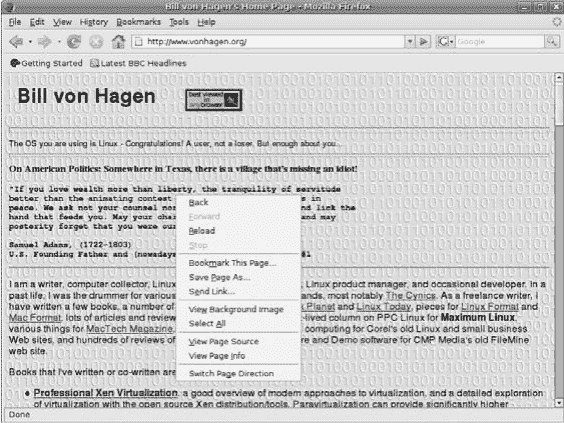 Bill von Hagen's Home Page - Mozilla Firefox
File Edit View History Bookmarks Tools Help
http://www.vonhagen.org/ Google
Getting Started Latest BBC Headlines
Bill von Hagen best viewed in any browser
The OS you are using is Linux - Congratulations! A user, not a loser. But enough about you...
On American Politics: Somewhere in Texas, there is a village that's missing an idiot!
"If you love wealth more than liberty, the tranquility of servitude
better than the animating contest s in
peace. We ask not your counsel nor nd lick the
hand that feeds you. May your chai nd may
posterity forget that you were our
Samuel Adams, (1722-1803)
U.S. Founding Father and (nowadays #1
Back
Forward
Reload
Stop
Bookmark This Page...
Save Page As...
Send Link...
View Background Image
Select All
View Page Source
View Page Info
Switch Page Direction
I am a writer, computer collector, Linux Linux product manager, and occasional developer. In a
past life, I was the drummer for various ands, most notably The Cynics. As a freelance writer, I
have written a few books, a number of Planet and Linux Today, pieces for Linux Format and
Mac Format, lots of articles and review -lived column on PPC Linux for Maximum Linux,
various things for MacTech Magazine, computing for Corel's old Linux and small business
Web sites, and hundreds of reviews of re and Demo software for CMP Media's old FileMine
web site.
Books that I've written or co-written are
Professional Xen Virtualization, a good overview of modern approaches to virtualization, and a detailed exploration
of virtualization with the open source Xen distribution/tools. Paravirtualization can provide significantly higher
Done